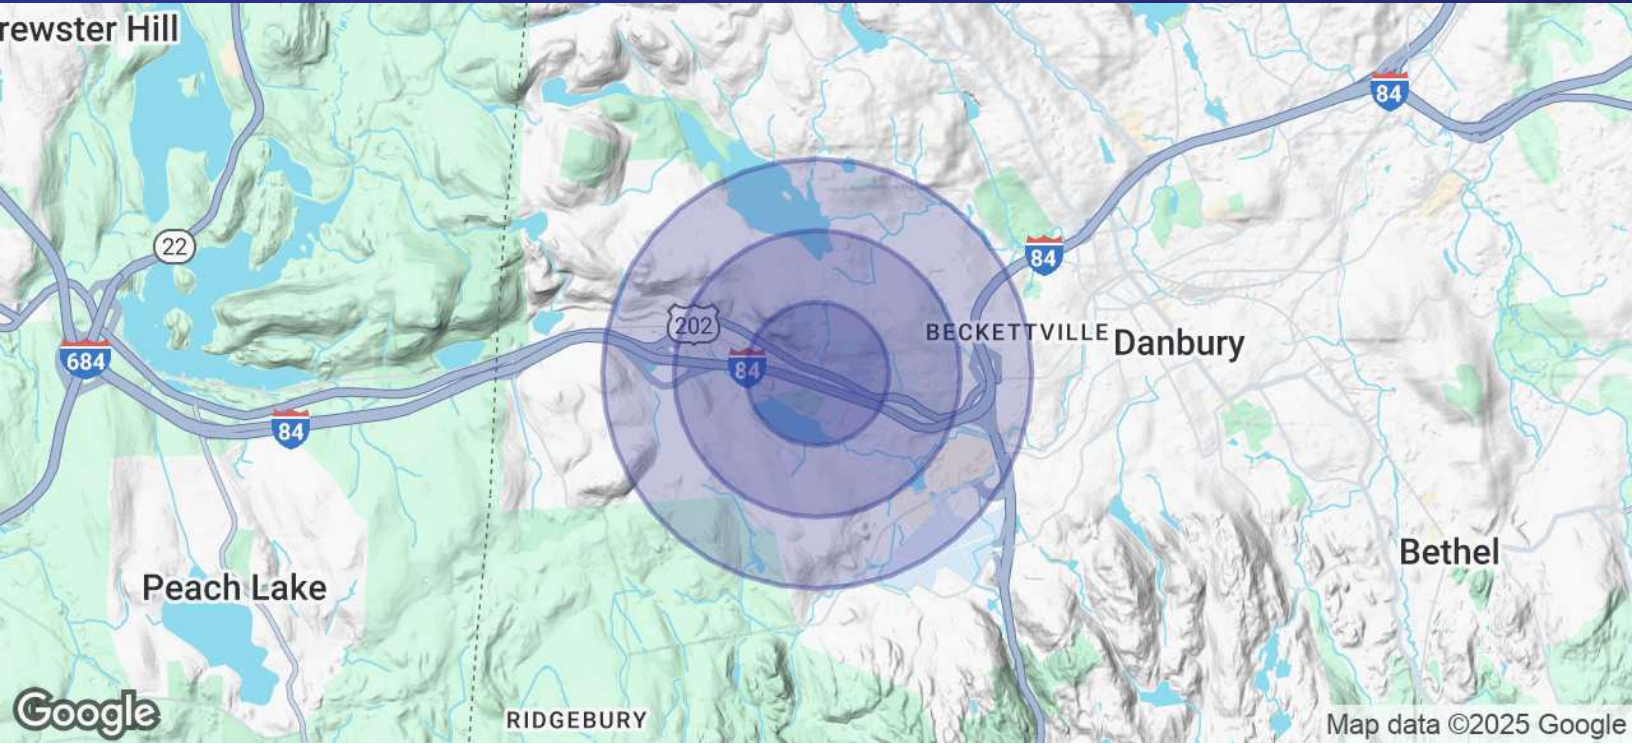 rewster Hill
84
22
84
202
BECKETTVILLE
Danbury
684
84
84
Bethel
Peach Lake
RIDGEBURY
Google
Map data ©2025 Google